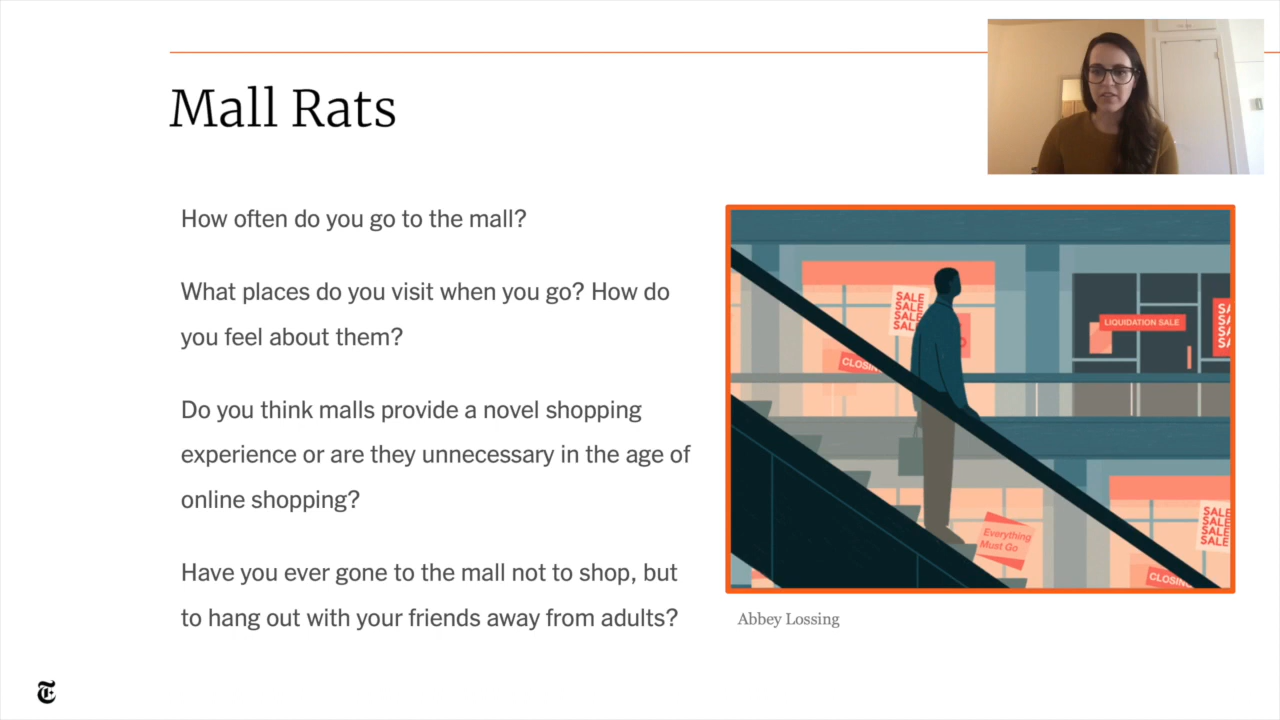 Mall Rats
How often do you go to the mall?
What places do you visit when you go? How do
you feel about them?
Do you think malls provide a novel shopping
experience or are they unnecessary in the age of
online shopping?
Have you ever gone to the mall not to shop, but
to hang out with your friends away from adults?
SALE
SALE
SALE
SAL
CLOSIN
LIQUIDATION SALE
Everything
Must Go
SALE
SALE
SALE
SALE
CLOSING
Abbey Lossing